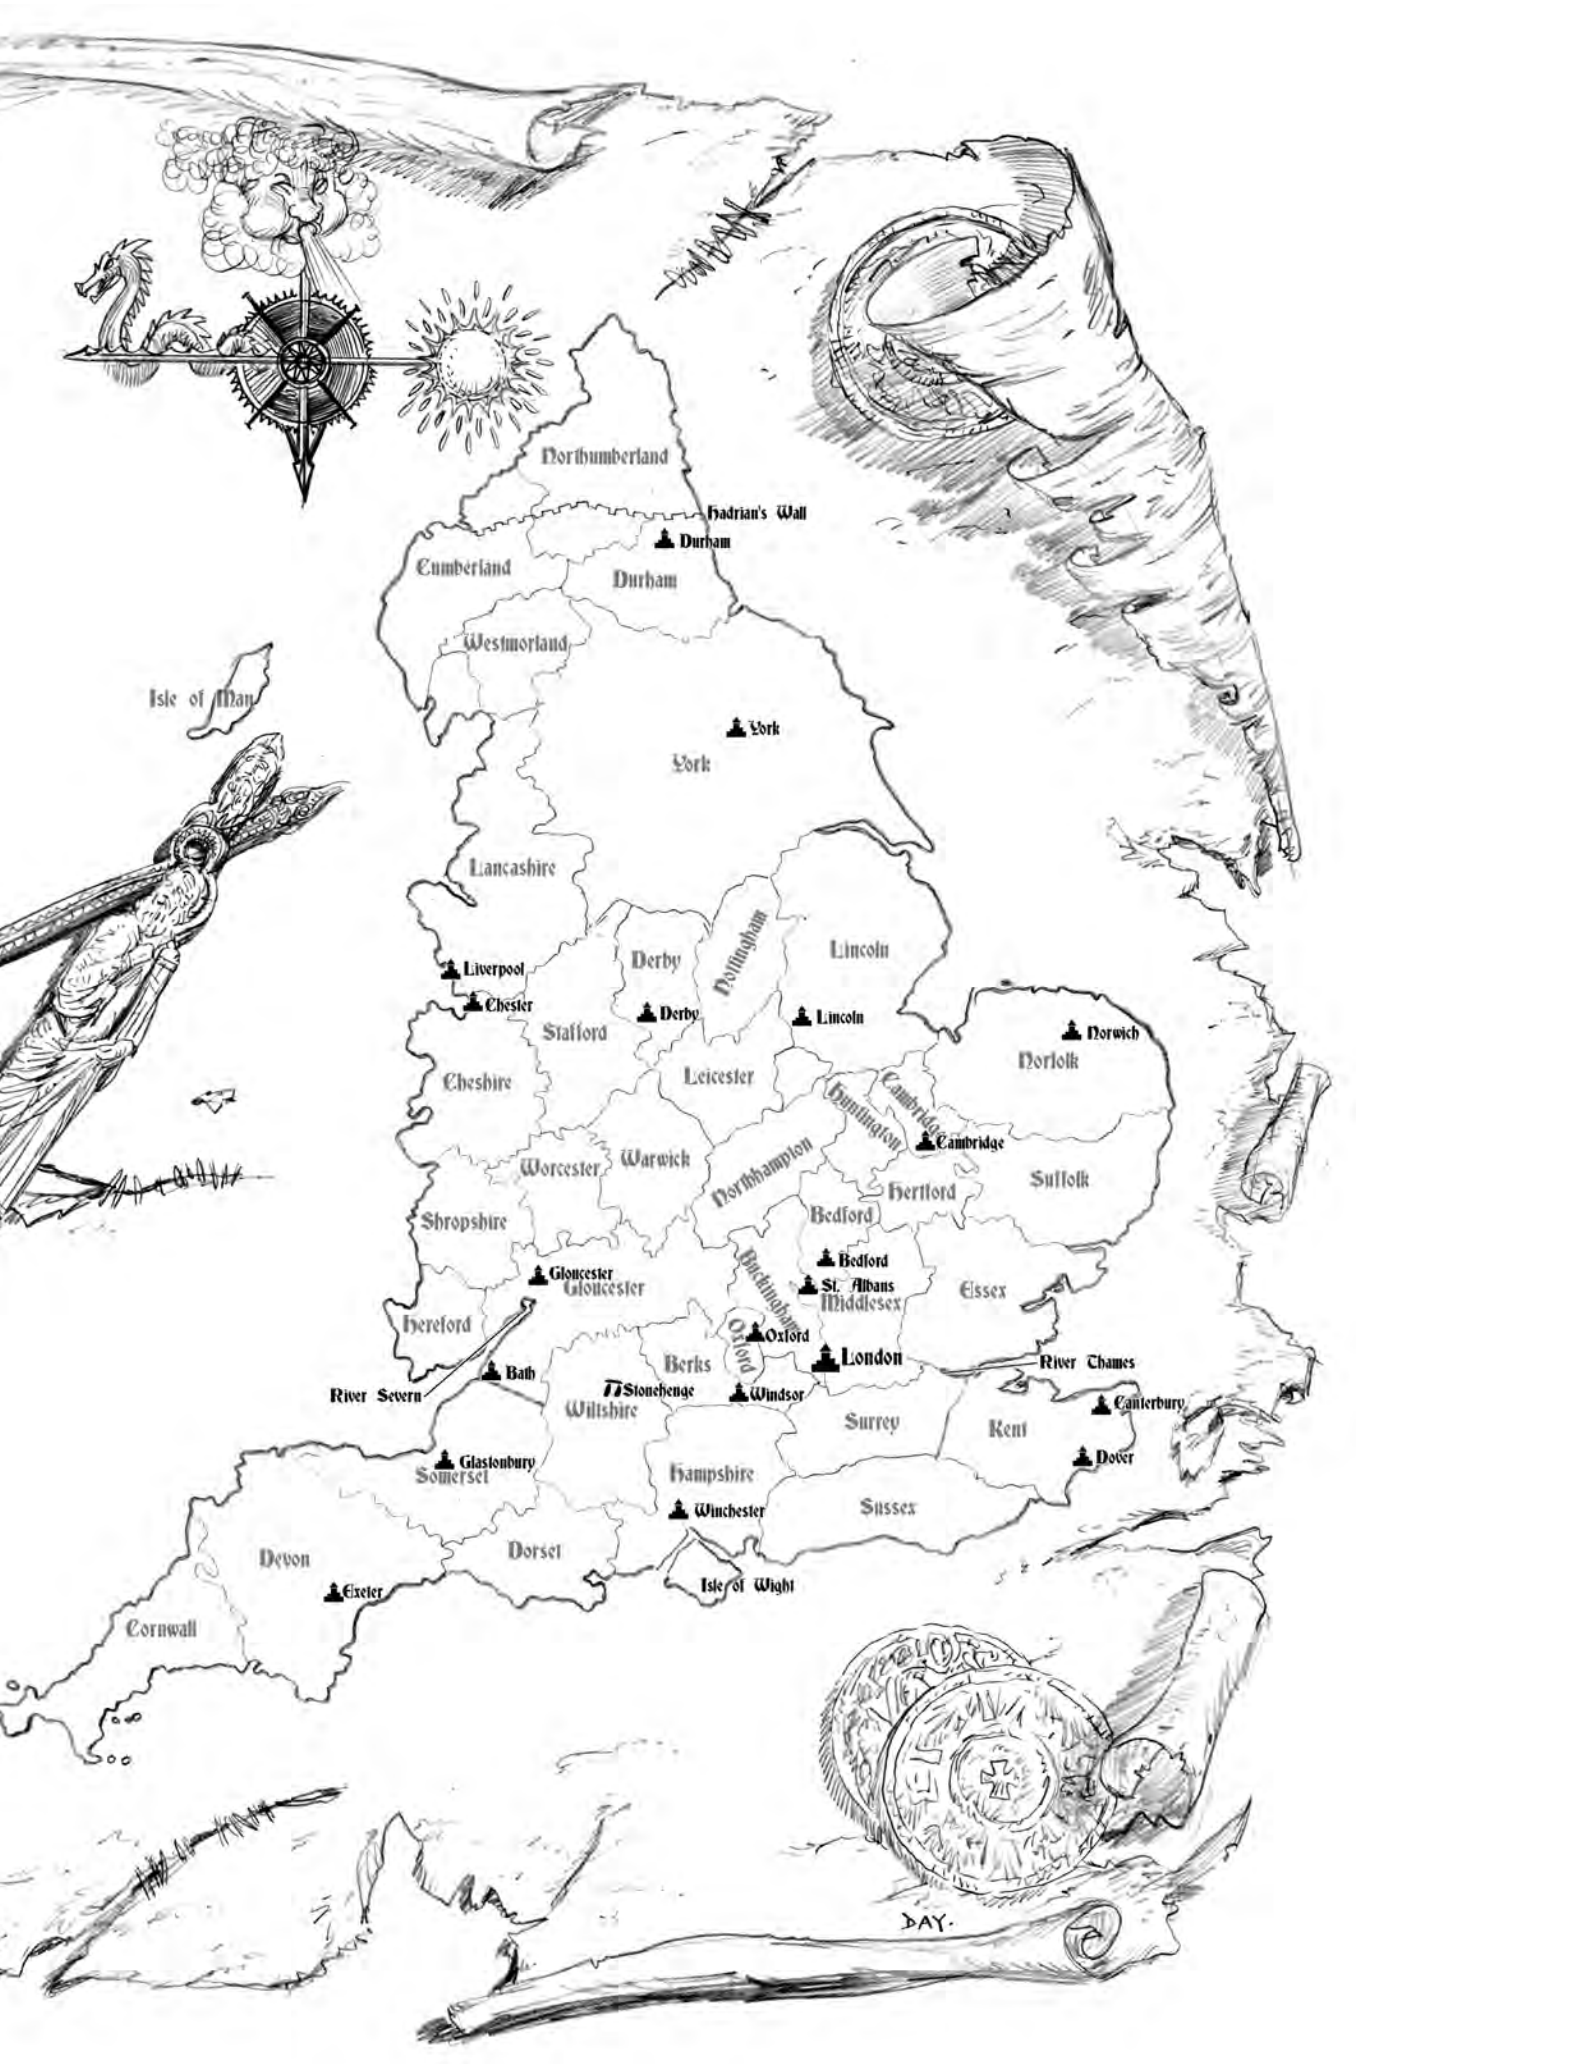 Northumberland
Hadrian's Wall
Durham
Cumberland
Durham
Westmorland
Isle of Man
York
York
Lancashire
Nottingham
Lincoln
Derby
Liverpool
Chester
Derby
Lincoln
Stafford
Norwich
Norfolk
Cheshire
Leicester
Cambridge
Huntington
Cambridge
Worcester
Warwick
Northhampton
Hertford
Suffolk
Shropshire
Bedford
Bedford
Gloucester
Gloucester
Buckingham
St. Albans
Middlesex
Essex
Hereford
Oxford
Oxford
London
Berks
River Thames
Bath
River Severn
Stonehenge
Windsor
Wiltshire
Canterbury
Surrey
Kent
Dover
Glastonbury
Somerset
Hampshire
Winchester
Sussex
Dorset
Devon
Isle of Wight
Exeter
Cornwall
DAY.